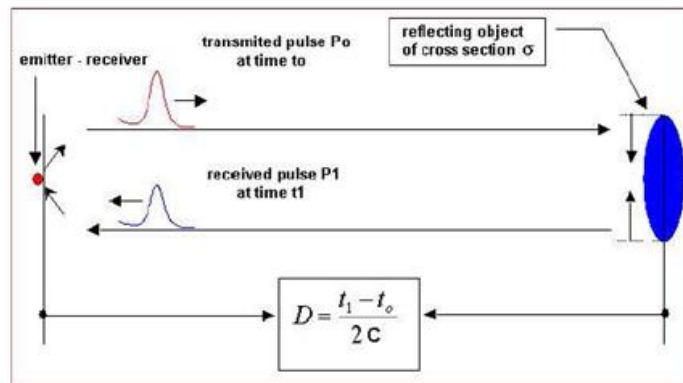 transmited pulse Po
at time to
reflecting object
of cross section σ
emitter - receiver
received pulse P1
at time t1
D = (t₁ - tₒ) / 2 C